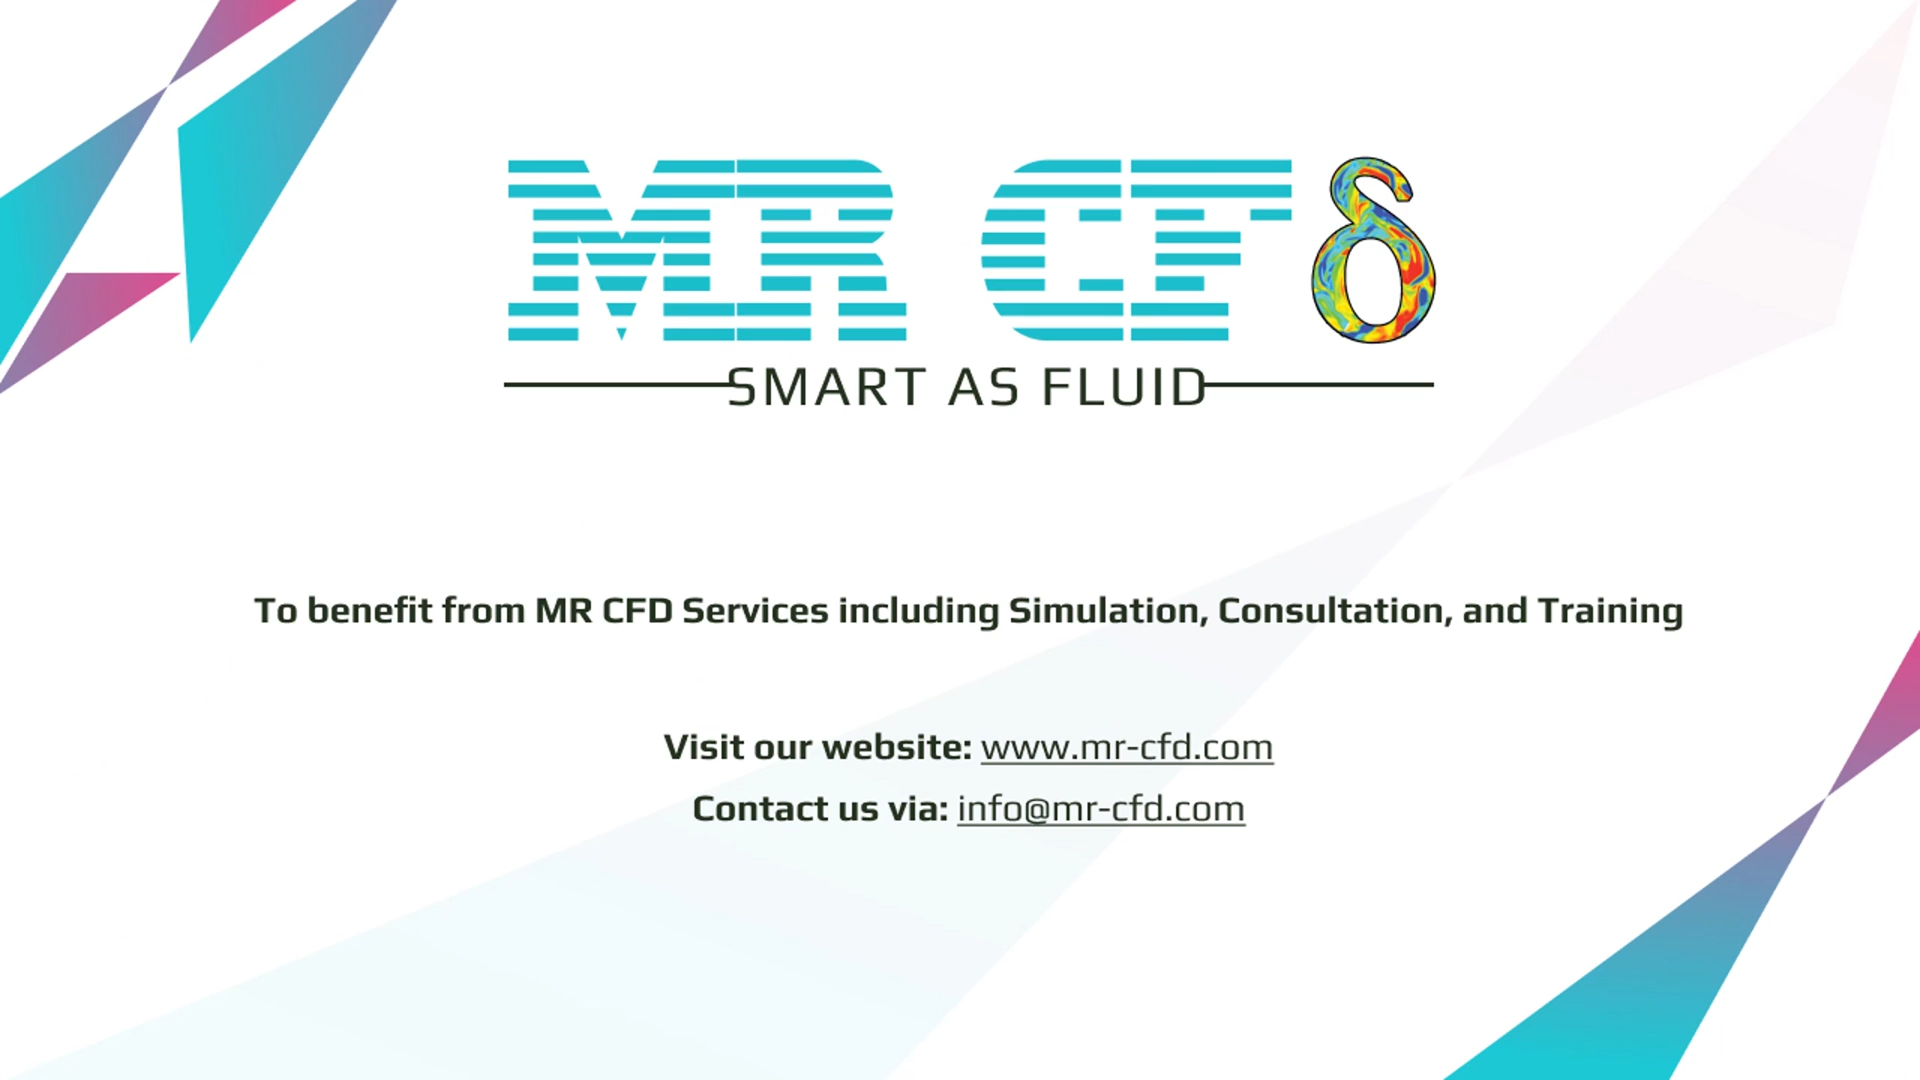 MR CFδ
SMART AS FLUID
To benefit from MR CFD Services including Simulation, Consultation, and Training
Visit our website: www.mr-cfd.com
Contact us via: info@mr-cfd.com